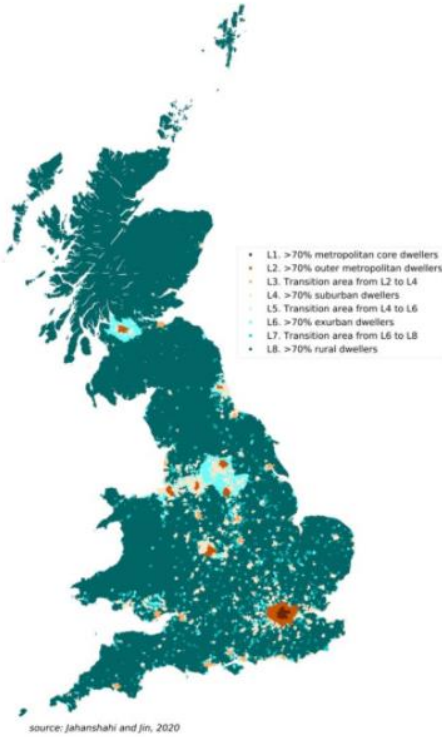 L1. >70% metropolitan core dwellers
L2. >70% outer metropolitan dwellers
L3. Transition area from L2 to L4
L4. >70% suburban dwellers
L5. Transition area from L4 to L6
L6. >70% exurban dwellers
L7. Transition area from L6 to L8
L8. >70% rural dwellers
source: Jahanshahi and Jin, 2020